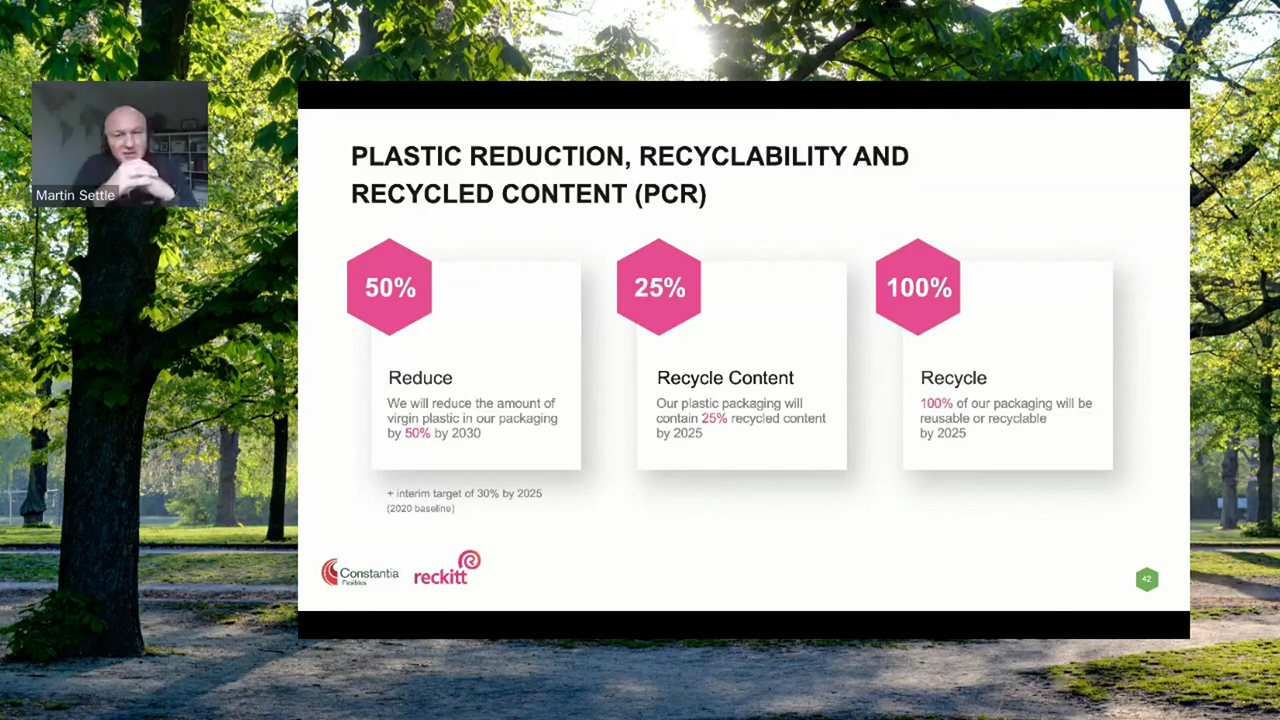 Martin Settle
PLASTIC REDUCTION, RECYCLABILITY AND
RECYCLED CONTENT (PCR)
50%
Reduce
We will reduce the amount of
virgin plastic in our packaging
by 50% by 2030
+ interim target of 30% by 2025
(2020 baseline)
25%
Recycle Content
Our plastic packaging will
contain 25% recycled content
by 2025
100%
Recycle
100% of our packaging will be
reusable or recyclable
by 2025
Constantia
Flexibles
reckitt
42